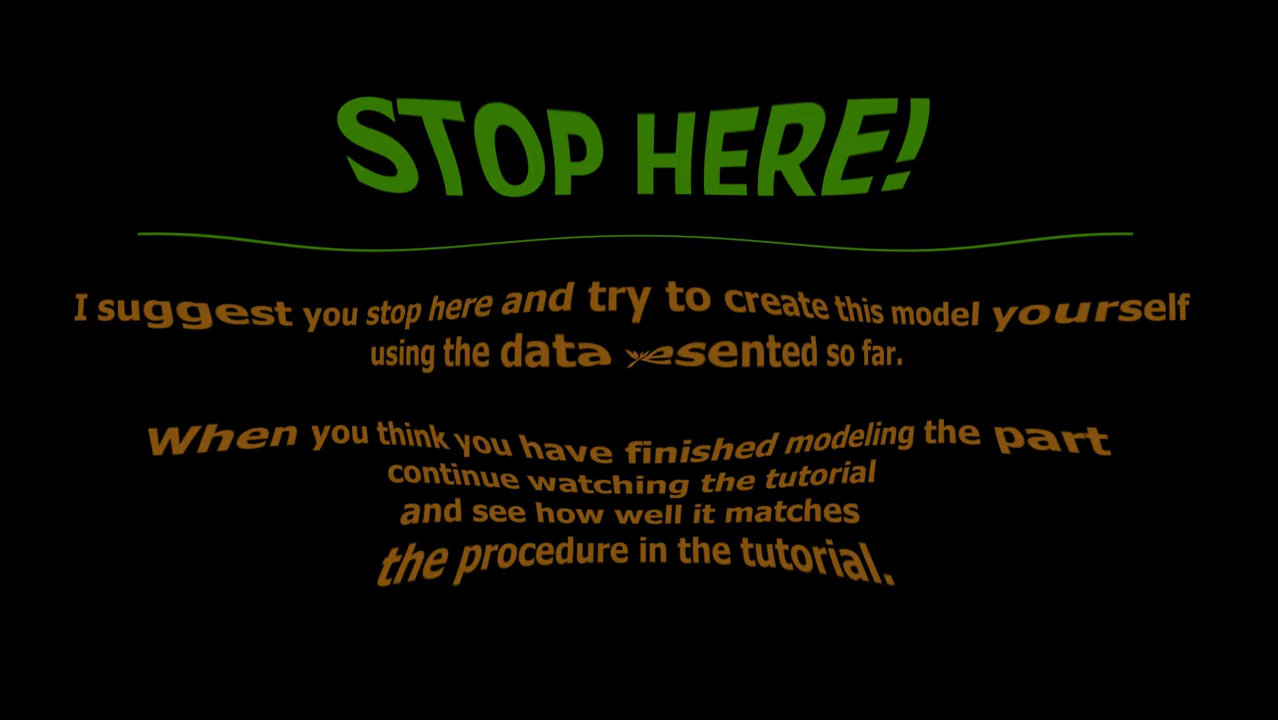 STOP HERE!
I suggest you stop here and try to create this model yourself
using the data so far.
When you think you have finished modeling the part
continue watching the tutorial
and see how well it matches
the procedure in the tutorial.